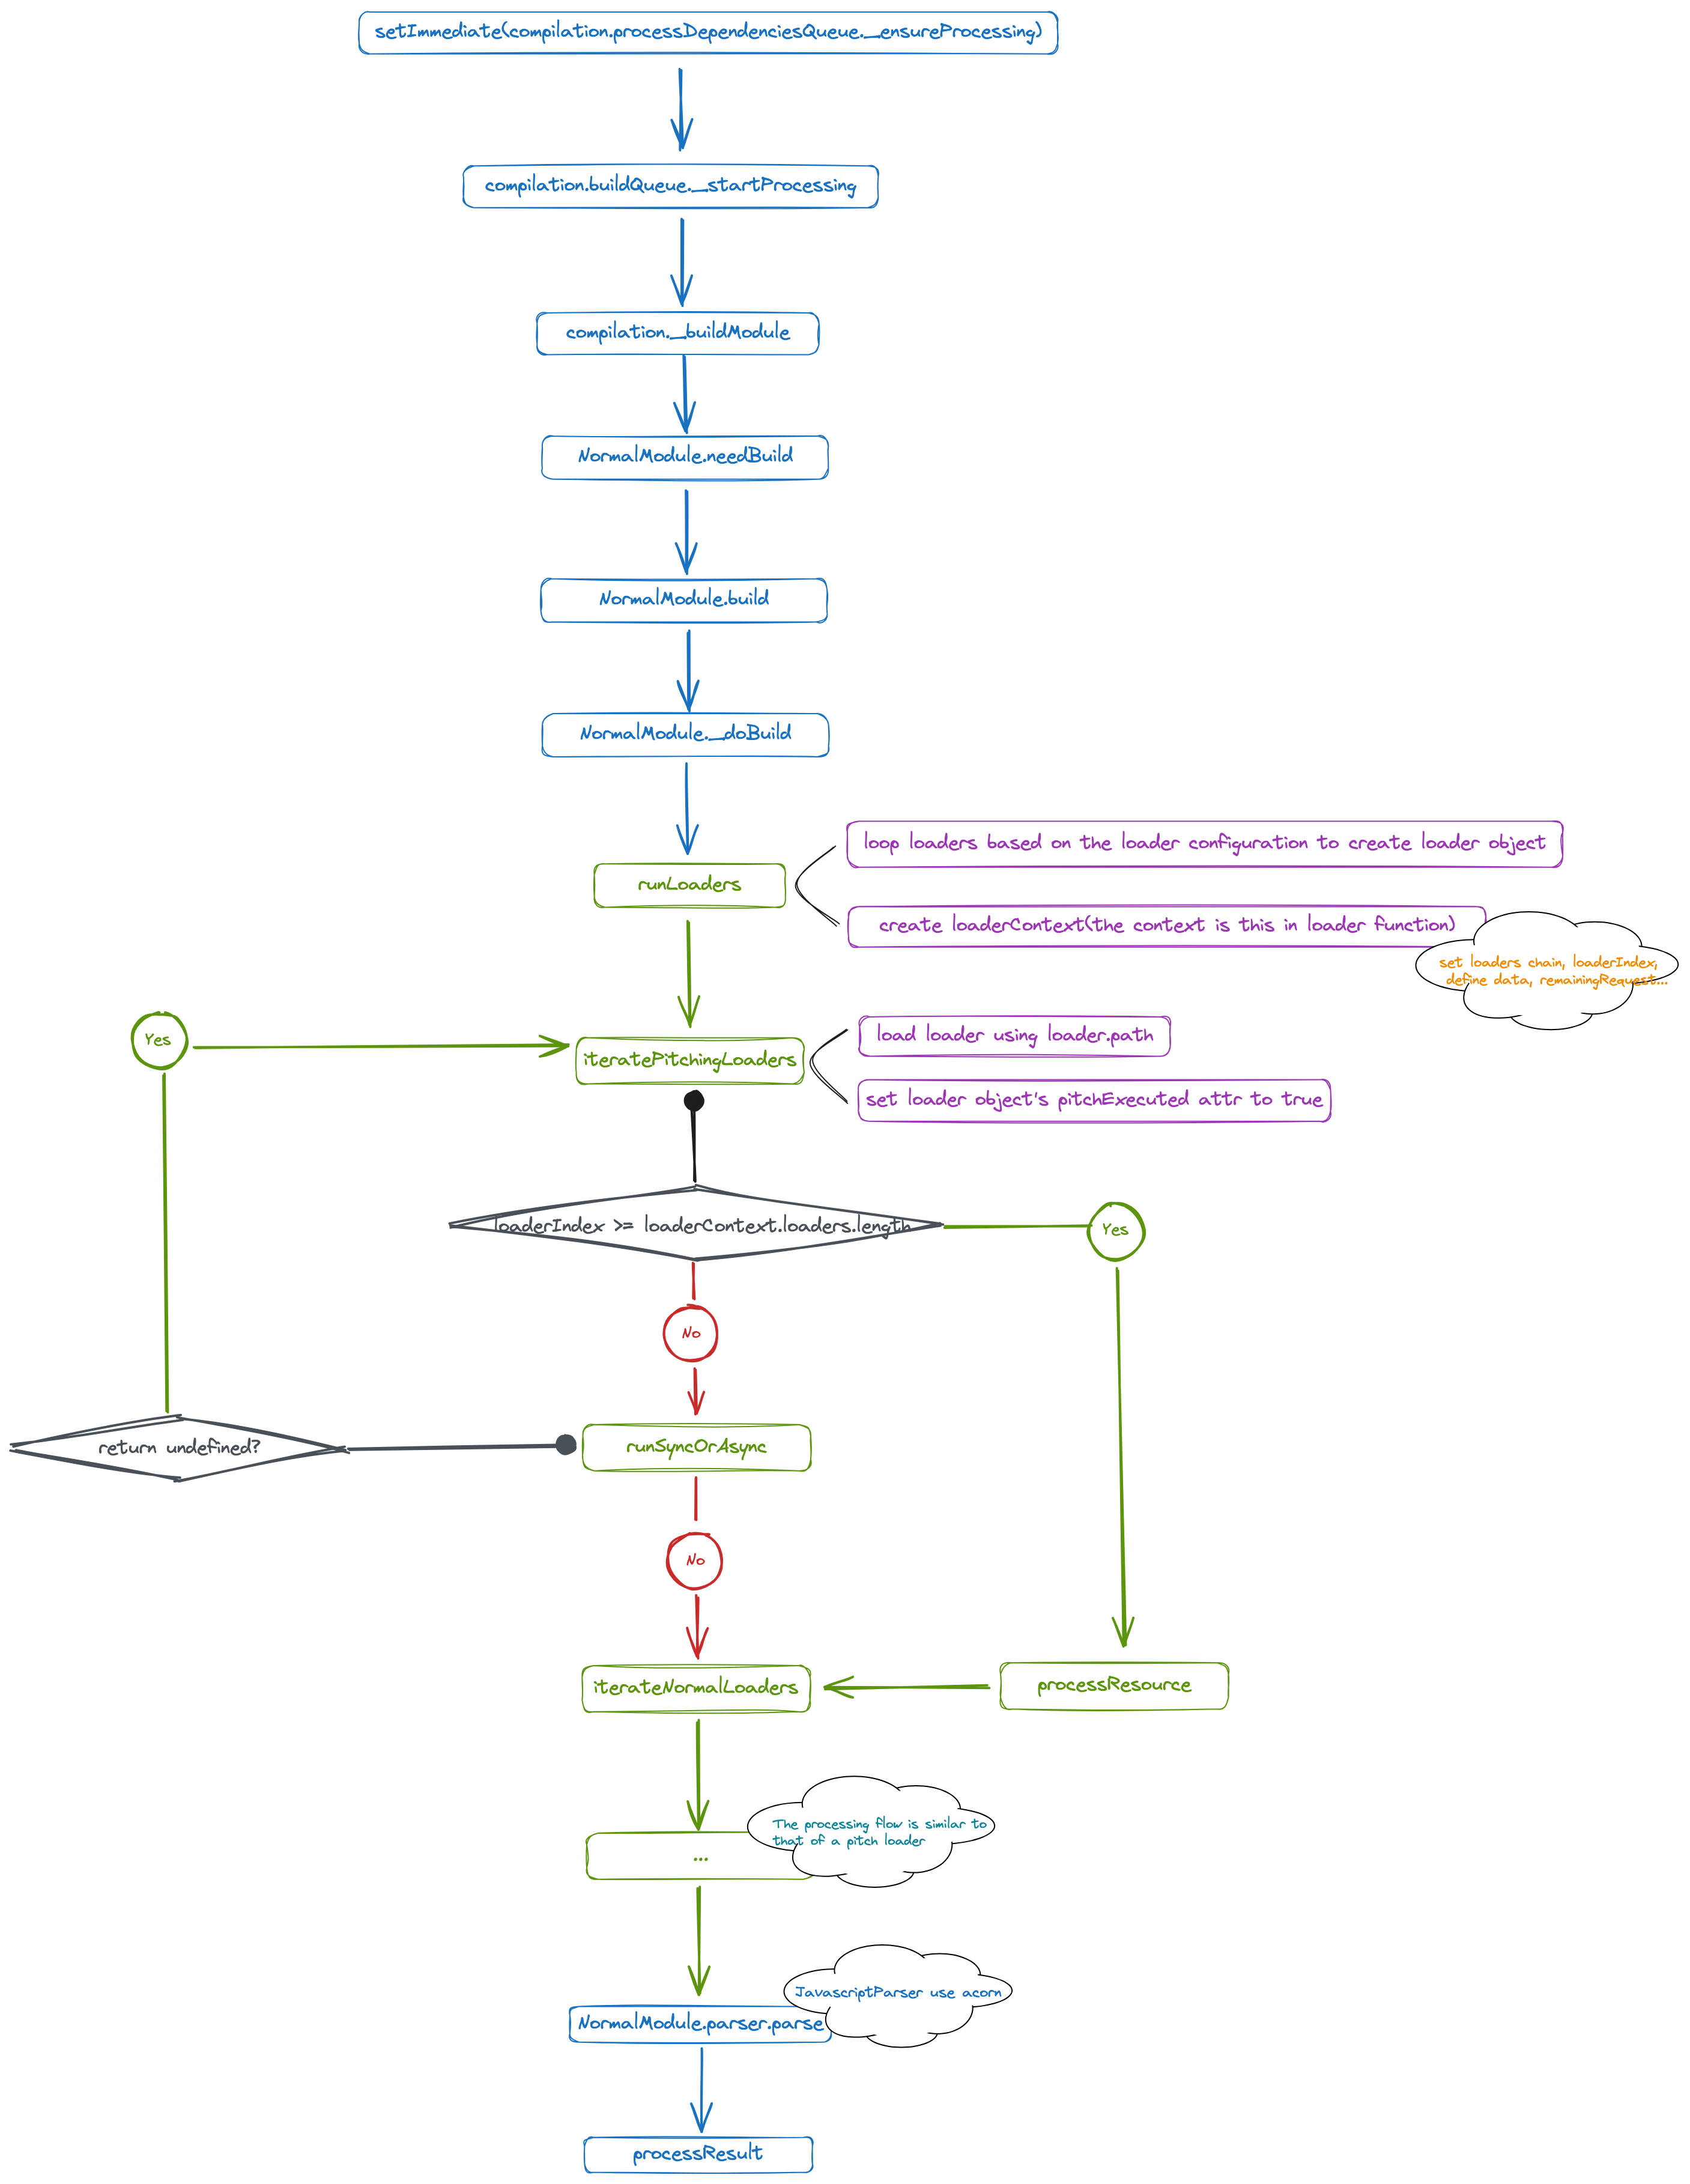 setImmediate(compilation.processDependenciesQueue._ensureProcessing)
compilation.buildQueue._startProcessing
compilation._buildModule
NormalModule.needBuild
NormalModule.build
NormalModule._doBuild
runLoaders
loop loaders based on the loader configuration to create loader object
create loaderContext(the context is this in loader function)
set loaders chain, loaderIndex,
define data, remainingRequest...
Yes
iteratePitchingLoaders
load loader using loader.path
set loader object's pitchExecuted attr to true
loaderIndex >= loaderContext.loaders.length
Yes
No
return undefined?
runSyncOrAsync
No
iterateNormalLoaders
processResource
The processing flow is similar to
that of a pitch loader
...
JavascriptParser use acorn
NormalModule.parser.parse
processResult